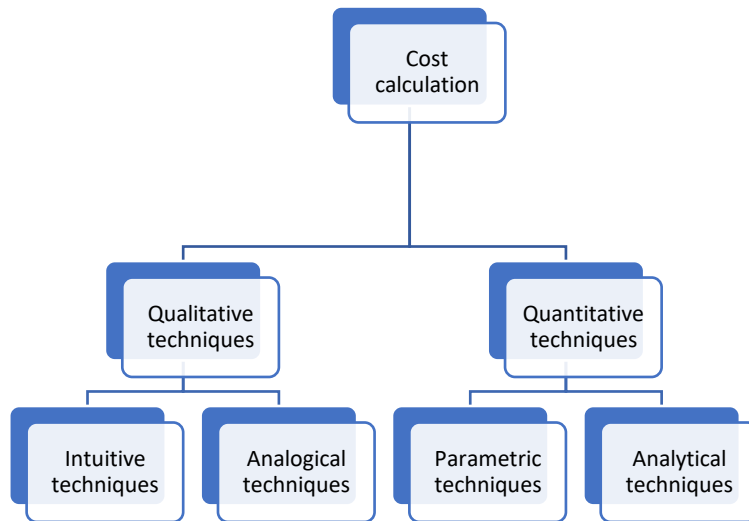 Cost
calculation
Qualitative
techniques
Quantitative
techniques
Intuitive
techniques
Analogical
techniques
Parametric
techniques
Analytical
techniques